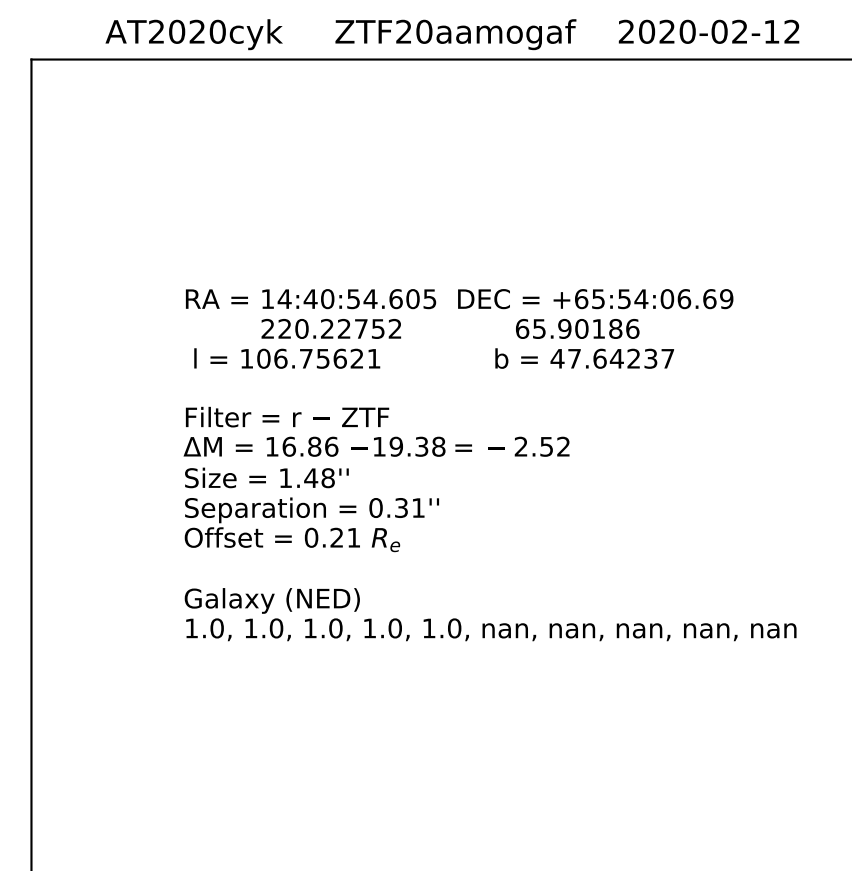 AT2020cyk ZTF20aamogaf 2020-02-12
RA = 14:40:54.605 DEC = +65:54:06.69
220.22752 65.90186
l = 106.75621 b = 47.64237
Filter = r − ZTF
ΔM = 16.86 −19.38 = − 2.52
Size = 1.48''
Separation = 0.31''
Offset = 0.21 Re
Galaxy (NED)
1.0, 1.0, 1.0, 1.0, 1.0, nan, nan, nan, nan, nan